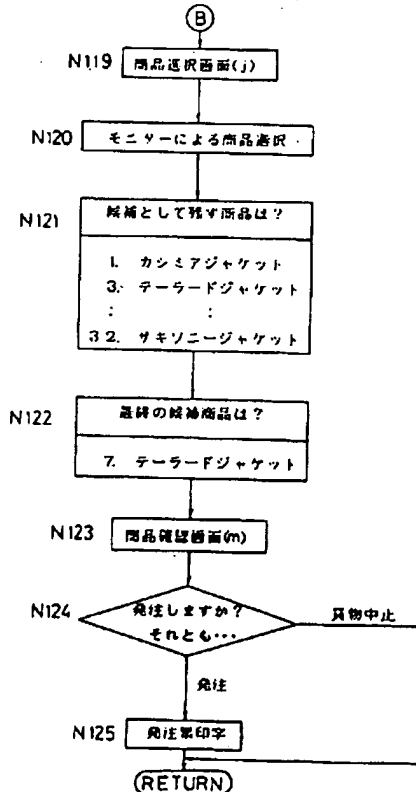 B
N119 商品選択画面(j)
N120 モニターによる商品選択
N121 候補として残す商品は？
1. カシミアジャケット
3. テーラードジャケット
: :
32. サキソニージャケット
N122 最終の候補商品は？
7. テーラードジャケット
N123 商品確認画面(m)
N124 発注しますか？
それとも… 買物中止
発注
N125 発注票印字
RETURN